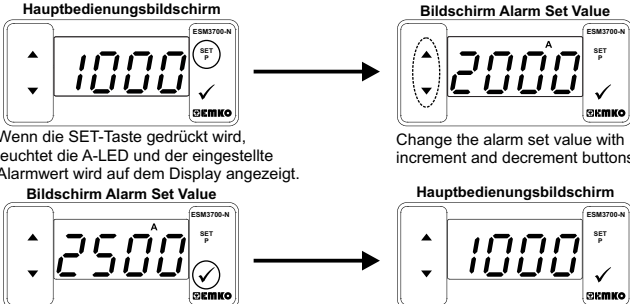 Hauptbedienungsbildschirm
ESM3700-N
1000
SET
P
EMKO
Wenn die SET-Taste gedrückt wird,
leuchtet die A-LED und der eingestellte
Alarmwert wird auf dem Display angezeigt.
Bildschirm Alarm Set Value
ESM3700-N
A
2000
SET
P
EMKO
Change the alarm set value with
increment and decrement buttons
Bildschirm Alarm Set Value
ESM3700-N
A
2500
SET
P
EMKO
Hauptbedienungsbildschirm
ESM3700-N
1000
SET
P
EMKO